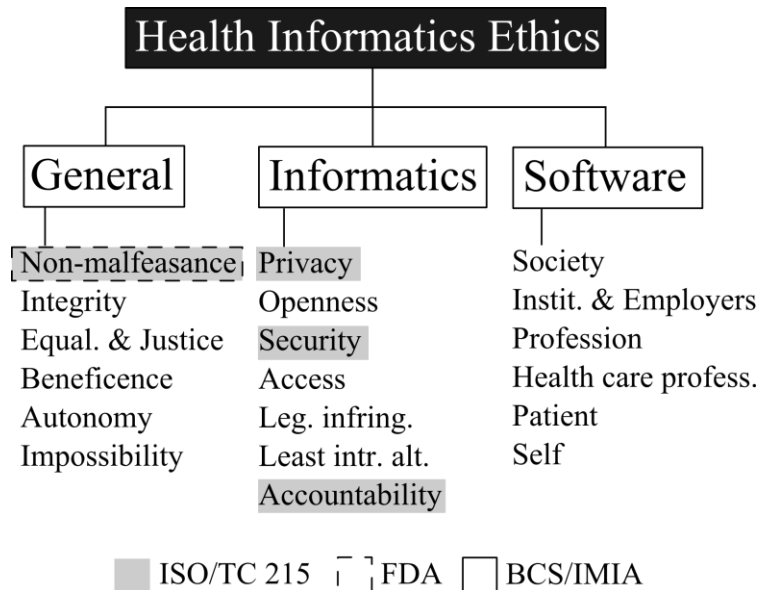 Health Informatics Ethics
General
Informatics
Software
Non-malfeasance
Integrity
Equal. & Justice
Beneficence
Autonomy
Impossibility
Privacy
Openness
Security
Access
Leg. infring.
Least intr. alt.
Accountability
Society
Instit. & Employers
Profession
Health care profess.
Patient
Self
ISO/TC 215
FDA
BCS/IMIA